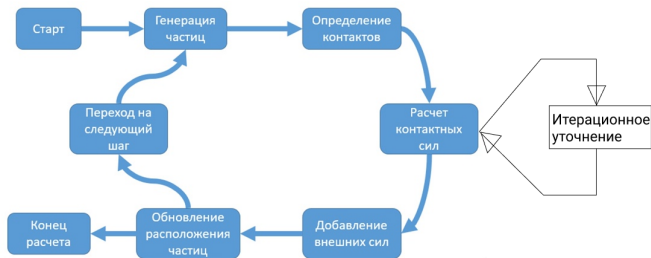 Старт
Генерация
частиц
Определение
контактов
Переход на
следующий
шаг
Расчет
контактных
сил
Итерационное
уточнение
Конец
расчета
Обновление
расположения
частиц
Добавление
внешних сил